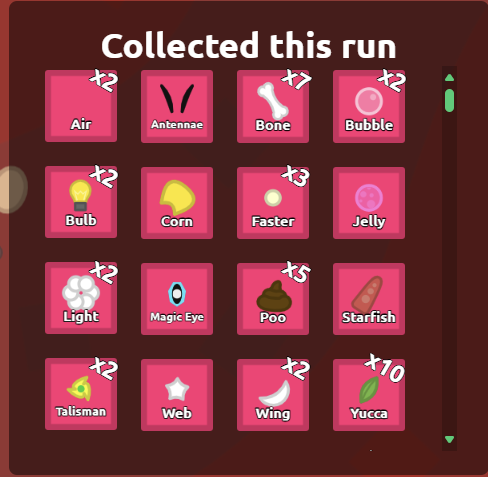 Collected this run
x2
Air
Antennae
x7
Bone
x2
Bubble
x2
Bulb
Corn
x3
Faster
Jelly
x2
Light
Magic Eye
x5
Poo
Starfish
x2
Talisman
Web
x2
Wing
x10
Yucca